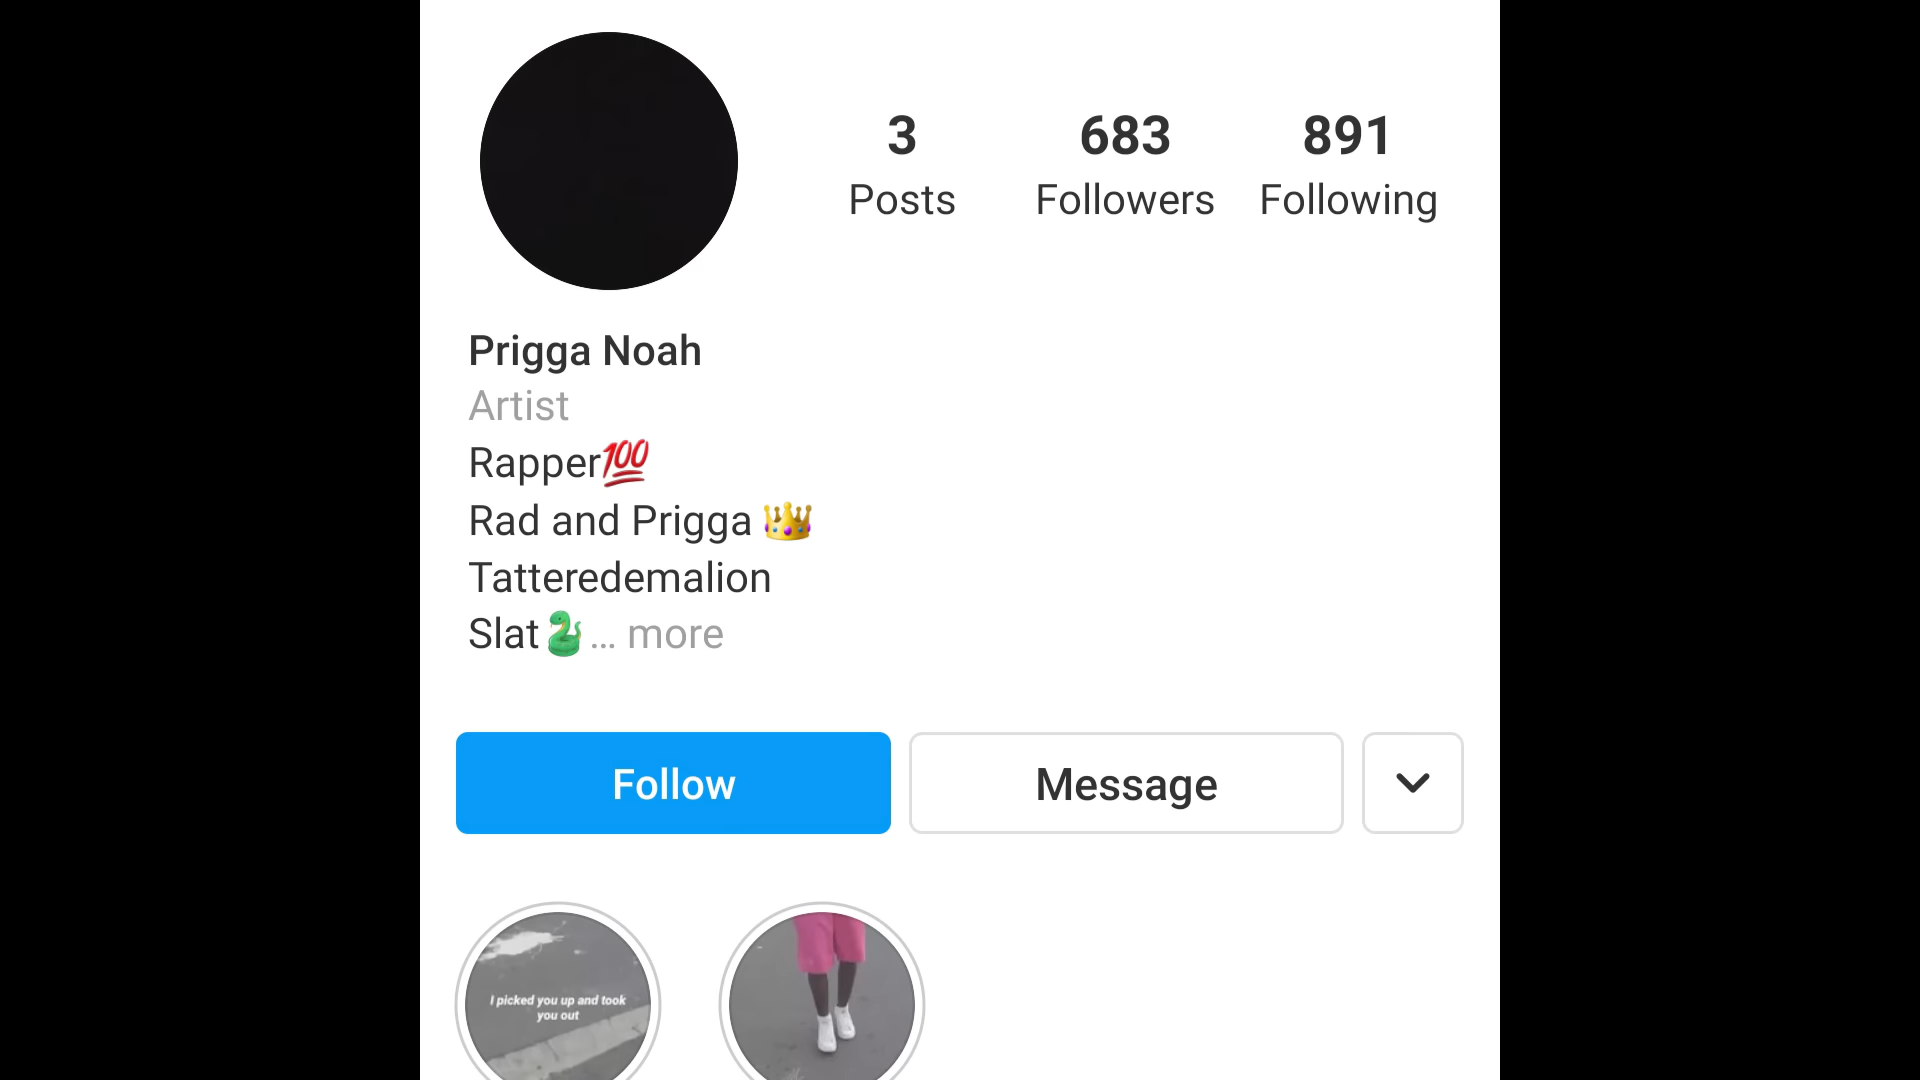 3 683 891
Posts Followers Following
Prigga Noah
Artist
Rapper💯
Rad and Prigga 👑
Tatteredemalion
Slat🐍... more
Follow Message
I picked you up and took
you out